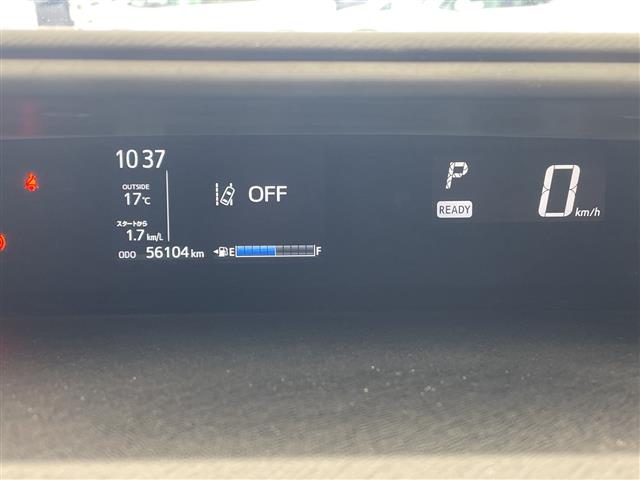 10:37
OUTSIDE
17℃
スタートから
1.7 km/L
ODO 56104 km
OFF
E F
P
READY
0 km/h